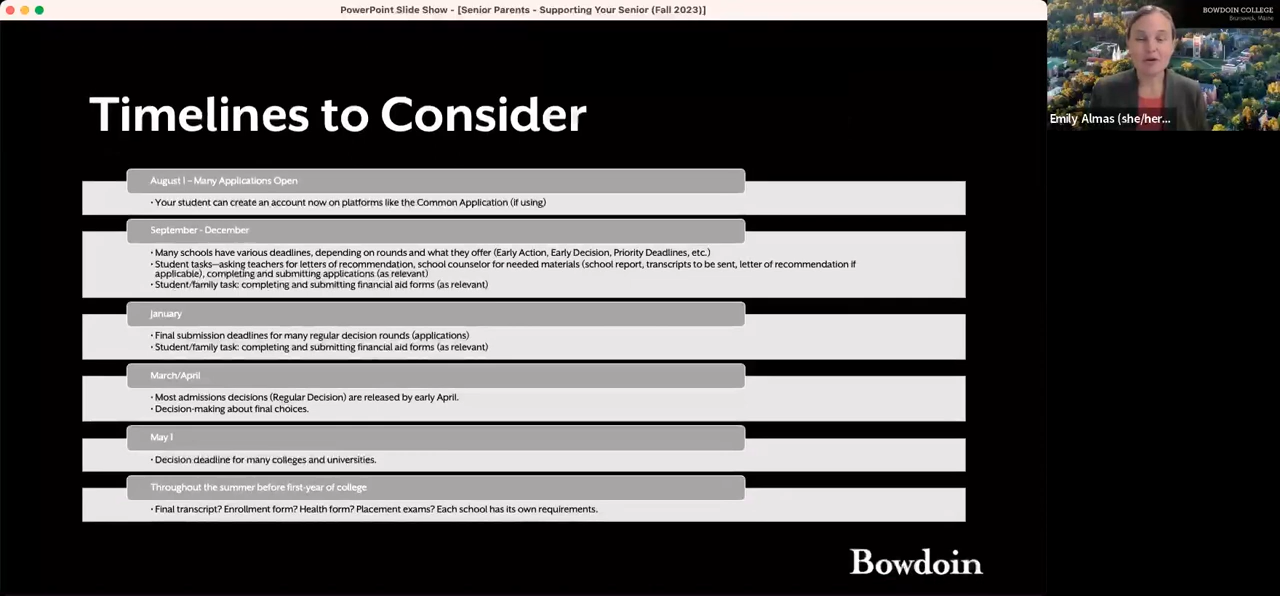 PowerPoint Slide Show - [Senior Parents - Supporting Your Senior (Fall 2023)]
BOWDOIN COLLEGE
Brunswick, Maine
Emily Almas (she/her...
Timelines to Consider
August 1 – Many Applications Open
· Your student can create an account now on platforms like the Common Application (if using)
September - December
· Many schools have various deadlines, depending on rounds and what they offer (Early Action, Early Decision, Priority Deadlines, etc.)
· Student tasks—asking teachers for letters of recommendation, school counselor for needed materials (school report, transcripts to be sent, letter of recommendation if
applicable), completing and submitting applications (as relevant)
· Student/family task: completing and submitting financial aid forms (as relevant)
January
· Final submission deadlines for many regular decision rounds (applications)
· Student/family task: completing and submitting financial aid forms (as relevant)
March/April
· Most admissions decisions (Regular Decision) are released by early April.
· Decision-making about final choices.
May 1
· Decision deadline for many colleges and universities.
Throughout the summer before first-year of college
· Final transcript? Enrollment form? Health form? Placement exams? Each school has its own requirements.
Bowdoin